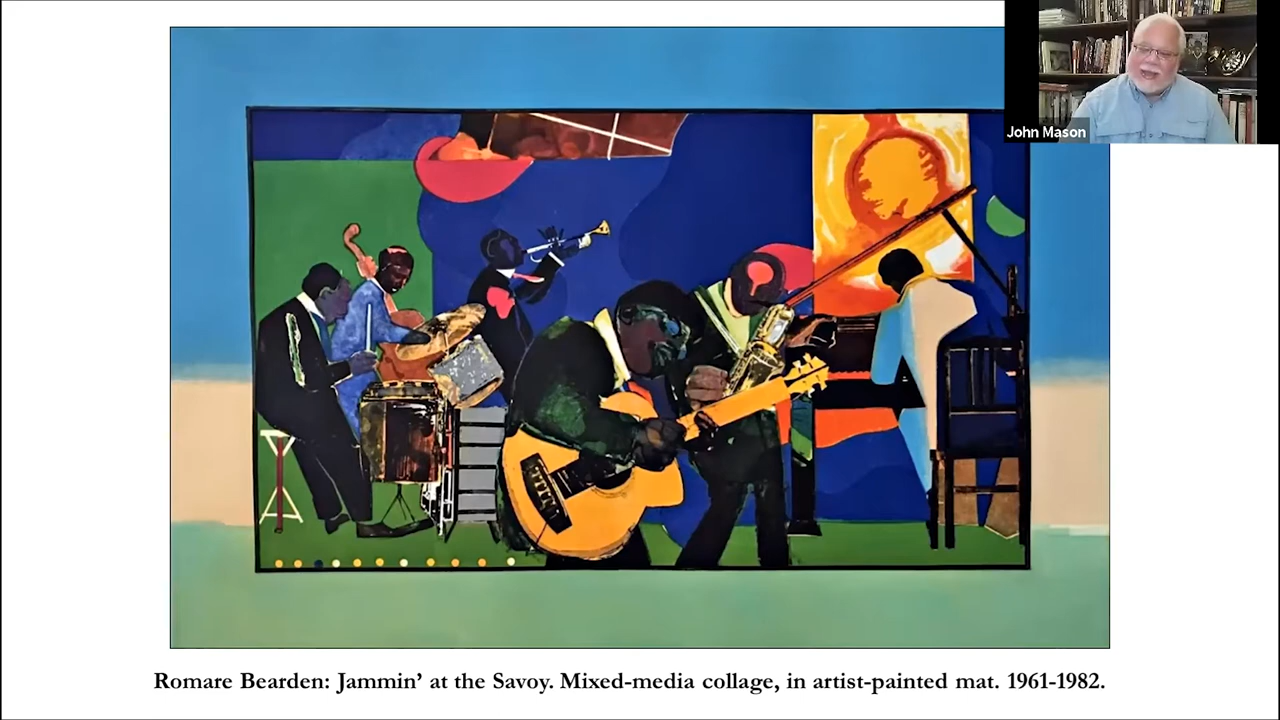 John Mason
Romare Bearden: Jammin’ at the Savoy. Mixed-media collage, in artist-painted mat. 1961-1982.